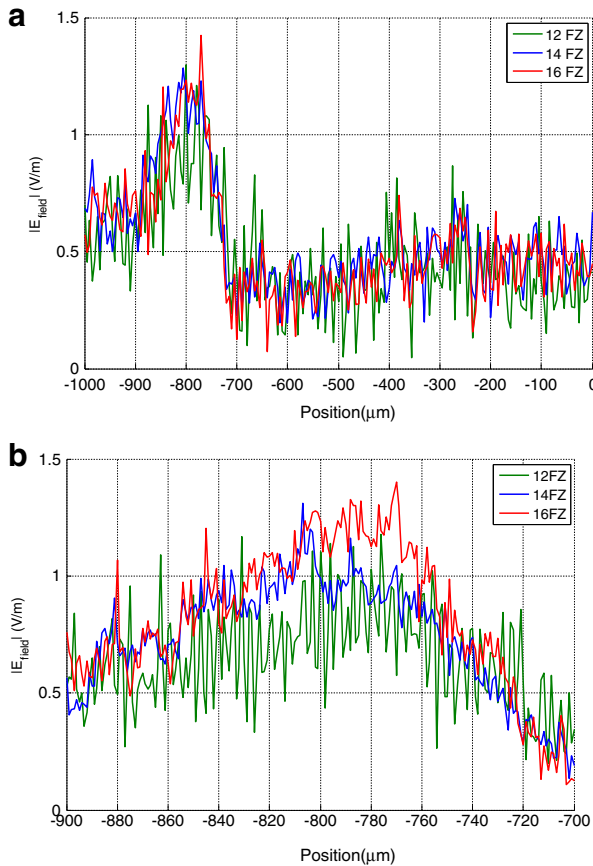 a
1.5
1
0.5
0
|E_field| (V/m)
12 FZ
14 FZ
16 FZ
-1000 -900 -800 -700 -600 -500 -400 -300 -200 -100 0
Position(μm)
b
1.5
1
0.5
0
|E_field| (V/m)
12FZ
14FZ
16FZ
-900 -880 -860 -840 -820 -800 -780 -760 -740 -720 -700
Position(μm)